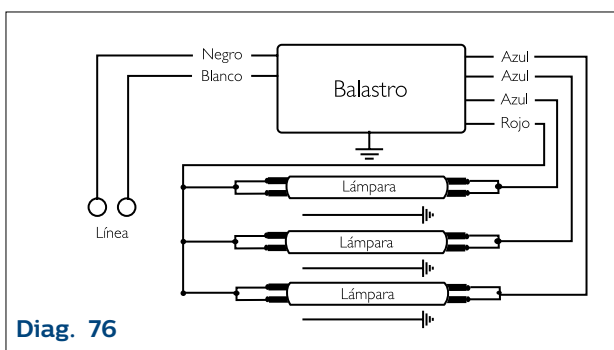 Negro
Blanco
Balastro
Azul
Azul
Azul
Rojo
Línea
Lámpara
Lámpara
Lámpara
Diag. 76